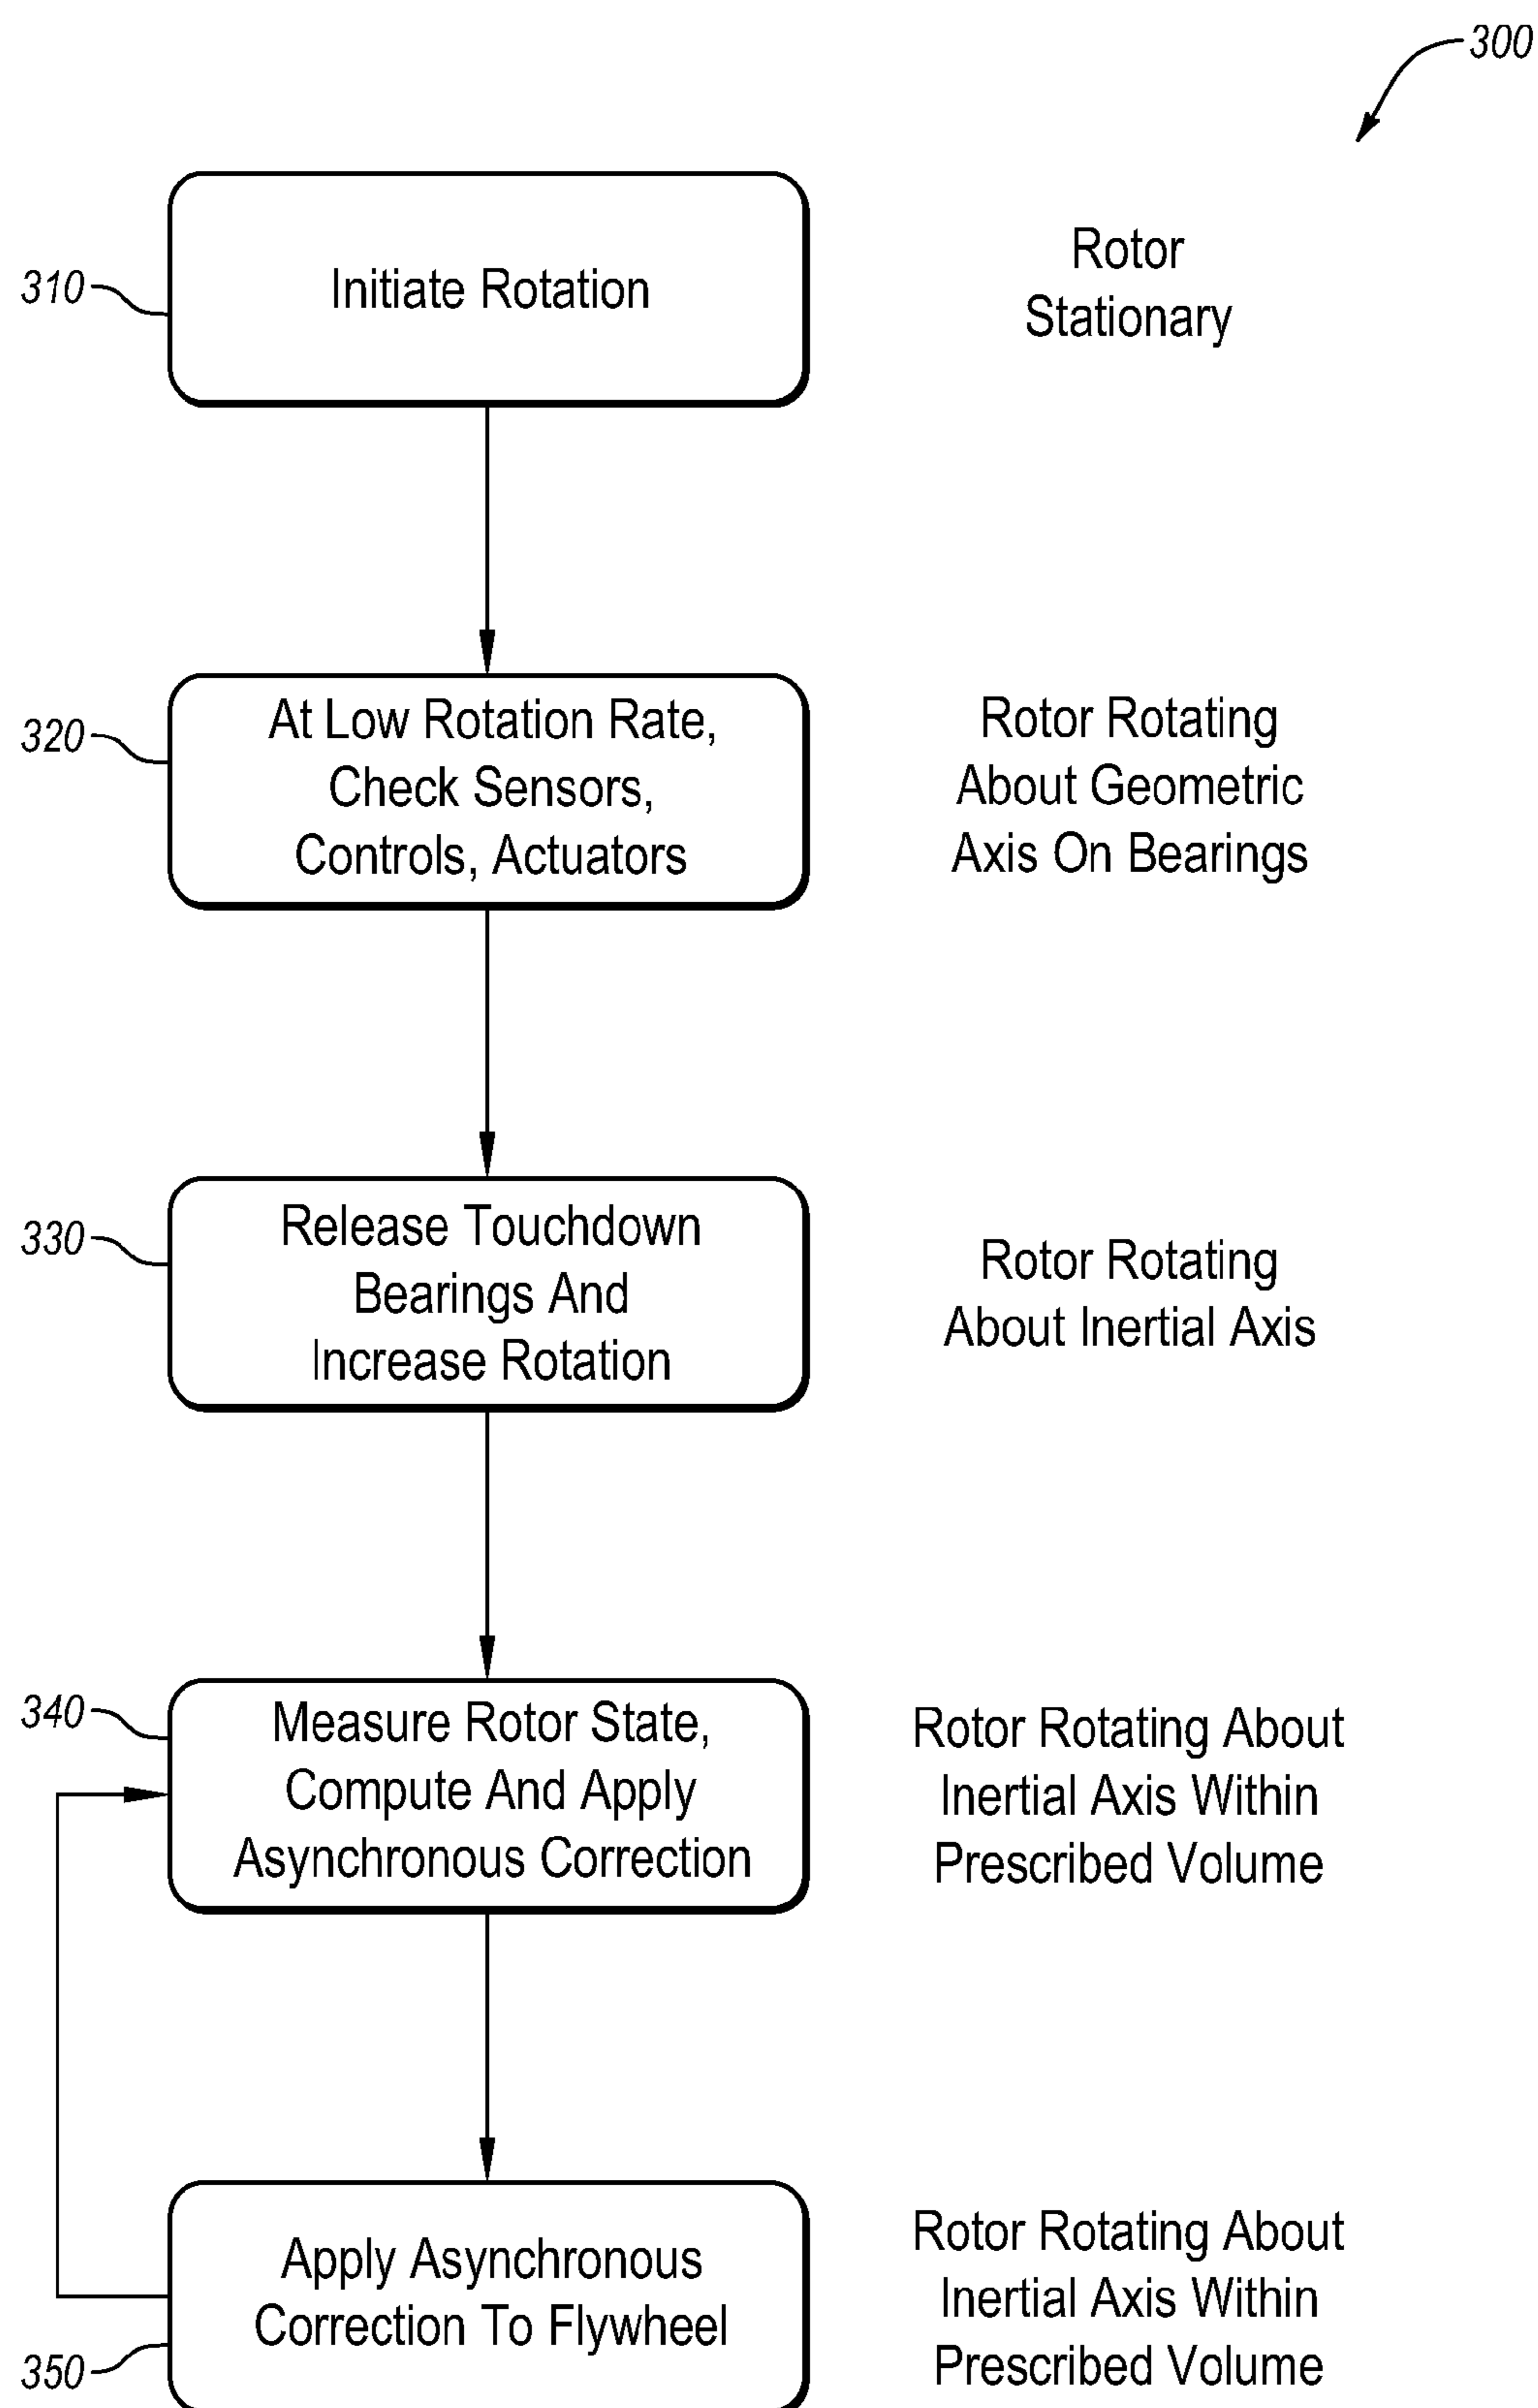 300
310
Initiate Rotation
Rotor
Stationary
320
At Low Rotation Rate,
Check Sensors,
Controls, Actuators
Rotor Rotating
About Geometric
Axis On Bearings
330
Release Touchdown
Bearings And
Increase Rotation
Rotor Rotating
About Inertial Axis
340
Measure Rotor State,
Compute And Apply
Asynchronous Correction
Rotor Rotating About
Inertial Axis Within
Prescribed Volume
350
Apply Asynchronous
Correction To Flywheel
Rotor Rotating About
Inertial Axis Within
Prescribed Volume